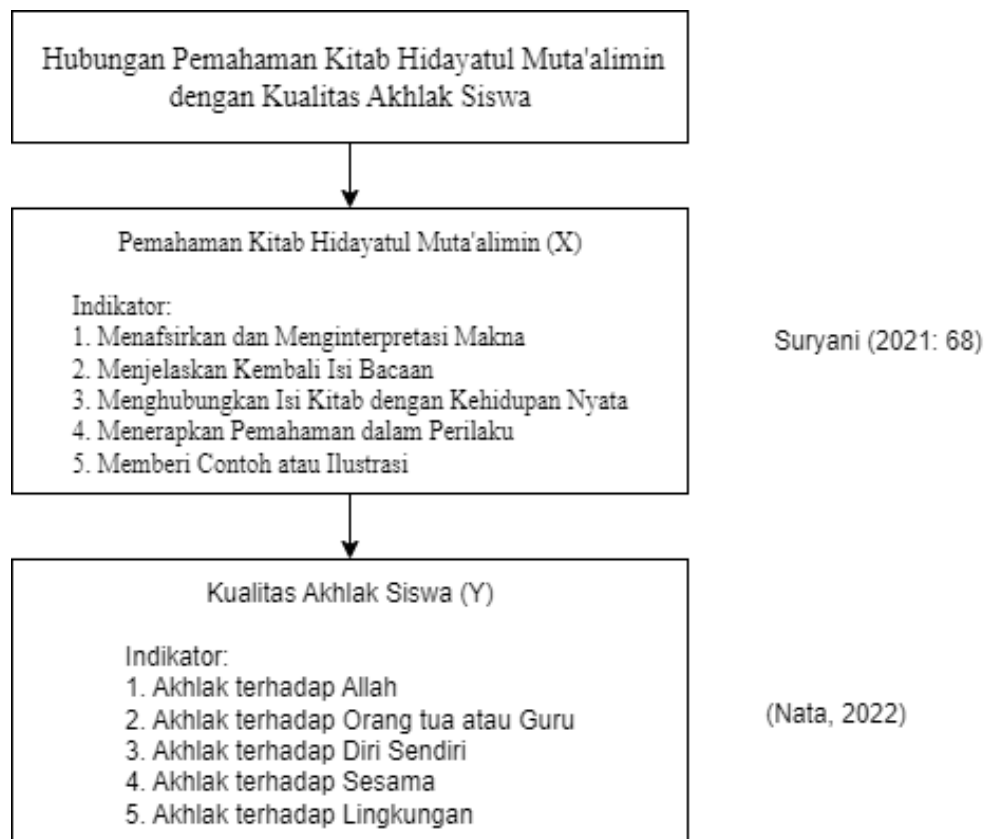 Hubungan Pemahaman Kitab Hidayatul Muta'alimin
dengan Kualitas Akhlak Siswa
Pemahaman Kitab Hidayatul Muta'alimin (X)
Indikator:
1. Menafsirkan dan Menginterpretasi Makna
2. Menjelaskan Kembali Isi Bacaan
3. Menghubungkan Isi Kitab dengan Kehidupan Nyata
4. Menerapkan Pemahaman dalam Perilaku
5. Memberi Contoh atau Ilustrasi
Suryani (2021: 68)
Kualitas Akhlak Siswa (Y)
Indikator:
1. Akhlak terhadap Allah
2. Akhlak terhadap Orang tua atau Guru
3. Akhlak terhadap Diri Sendiri
4. Akhlak terhadap Sesama
5. Akhlak terhadap Lingkungan
(Nata, 2022)